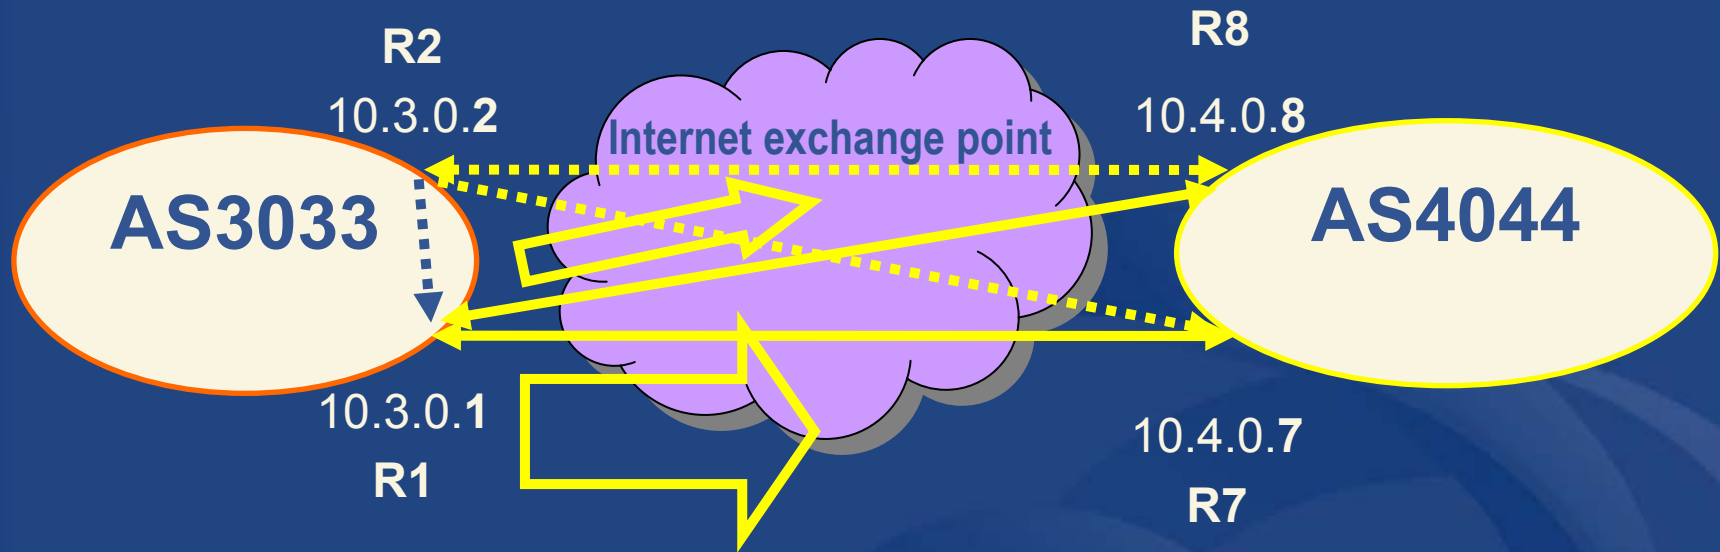 R2
R8
10.3.0.2
Internet exchange point
10.4.0.8
AS3033
AS4044
10.3.0.1
10.4.0.7
R1
R7